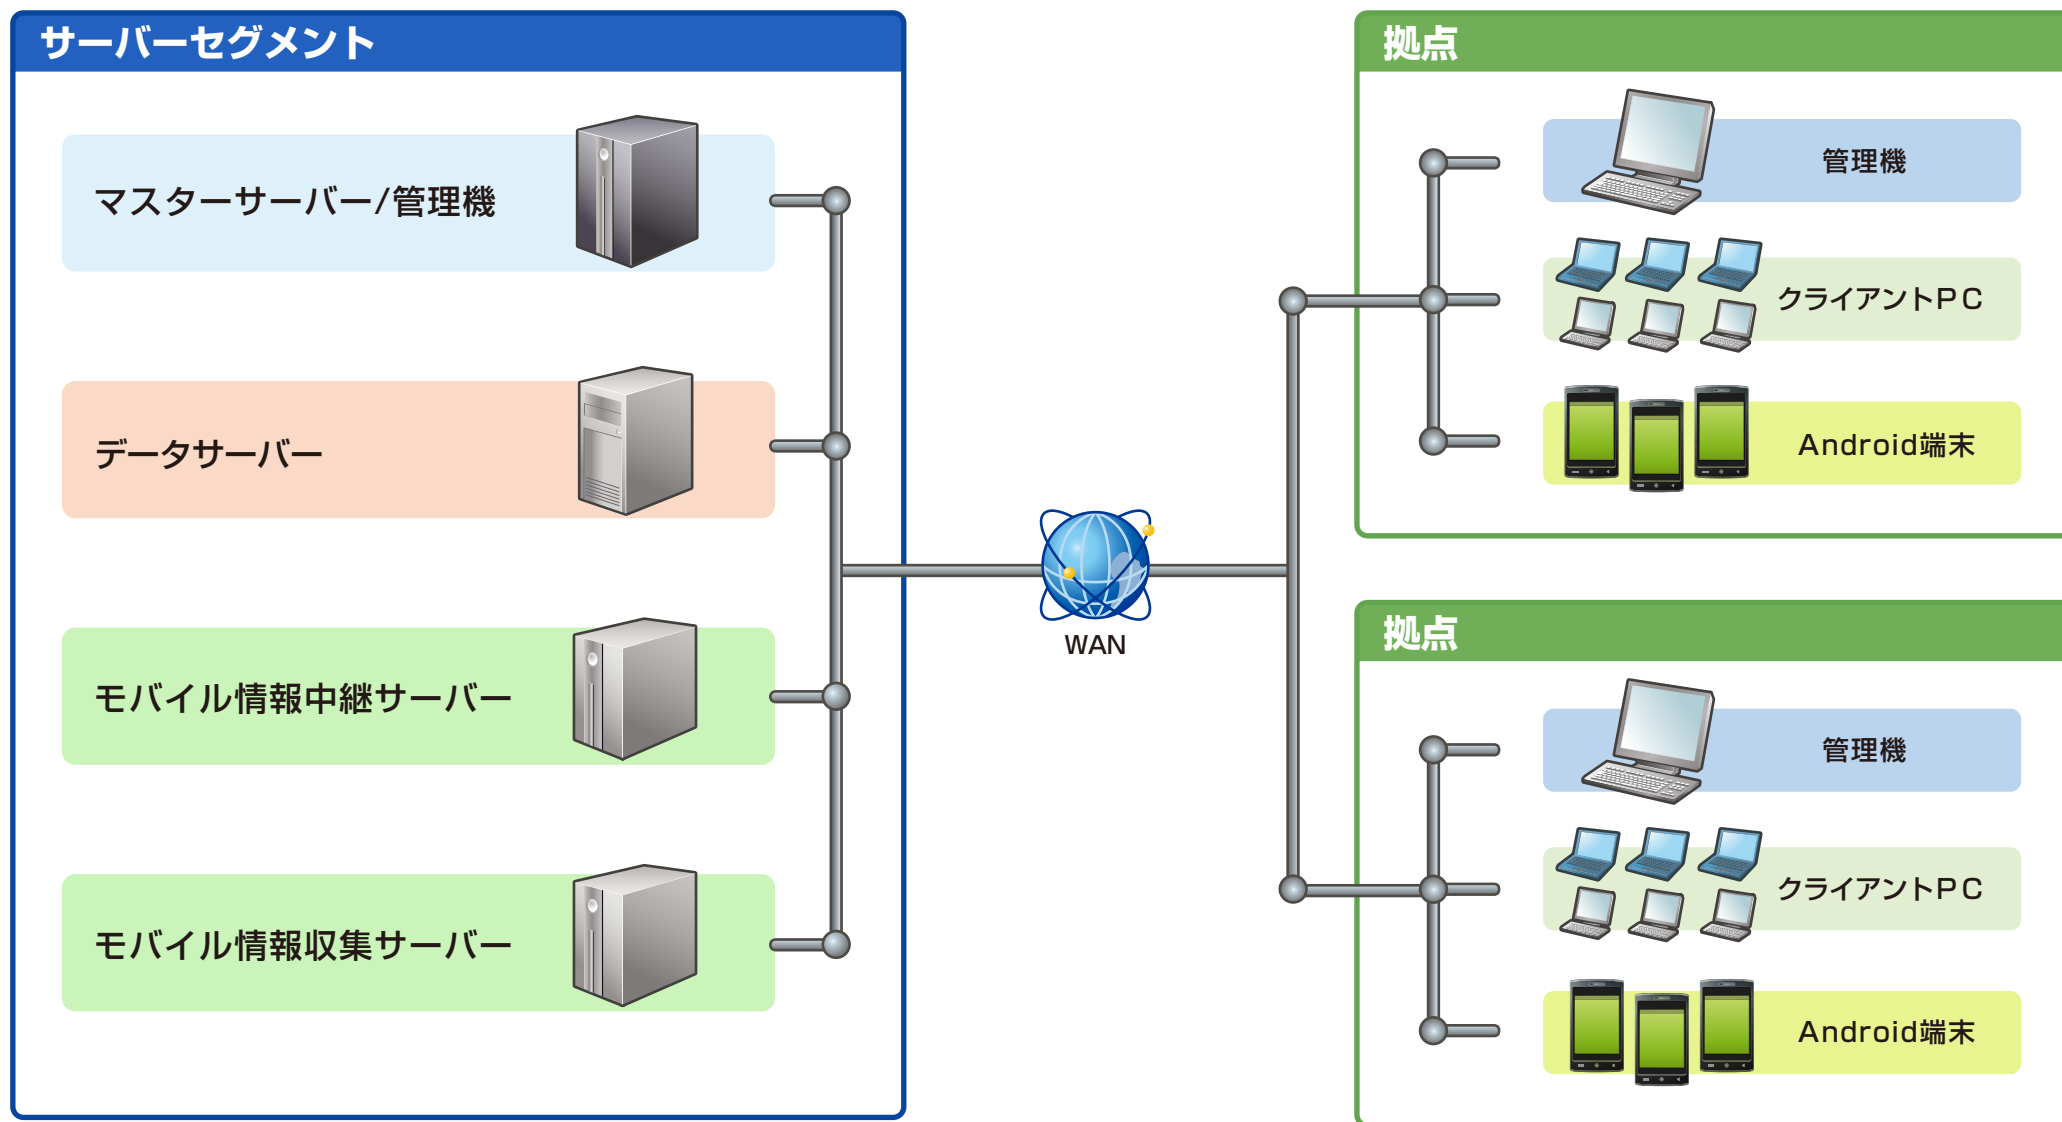 サーバーセグメント
マスターサーバー/管理機
データサーバー
モバイル情報中継サーバー
モバイル情報収集サーバー
WAN
拠点
管理機
クライアントPC
Android端末
拠点
管理機
クライアントPC
Android端末